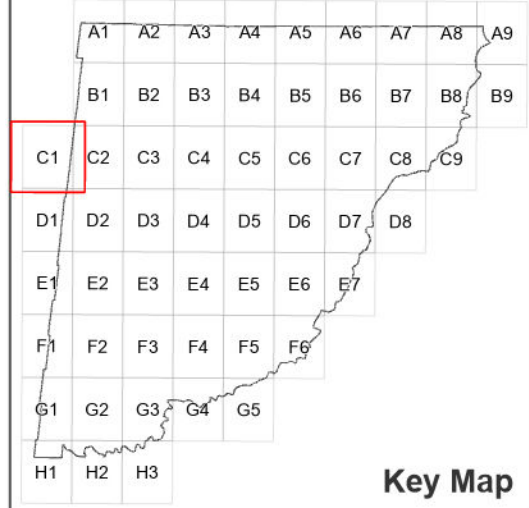 A1 A2 A3 A4 A5 A6 A7 A8 A9
B1 B2 B3 B4 B5 B6 B7 B8 B9
C1 C2 C3 C4 C5 C6 C7 C8 C9
D1 D2 D3 D4 D5 D6 D7 D8
E1 E2 E3 E4 E5 E6 E7
F1 F2 F3 F4 F5 F6
G1 G2 G3 G4 G5
H1 H2 H3
Key Map